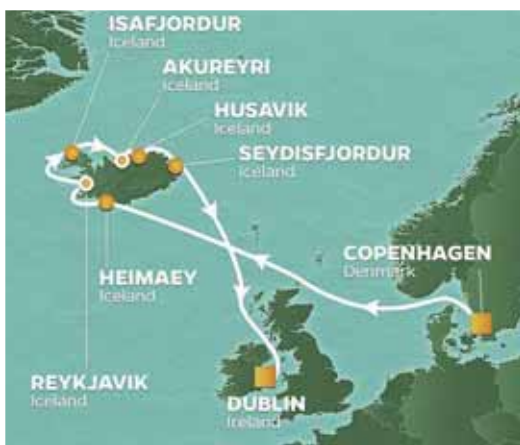 ISAFJORDUR
Iceland
AKUREYRI
Iceland
HUSAVIK
Iceland
SEYDISFJORDUR
Iceland
COPENHAGEN
Denmark
HEIMAEY
Iceland
REYKJAVIK
Iceland
DUBLIN
Ireland